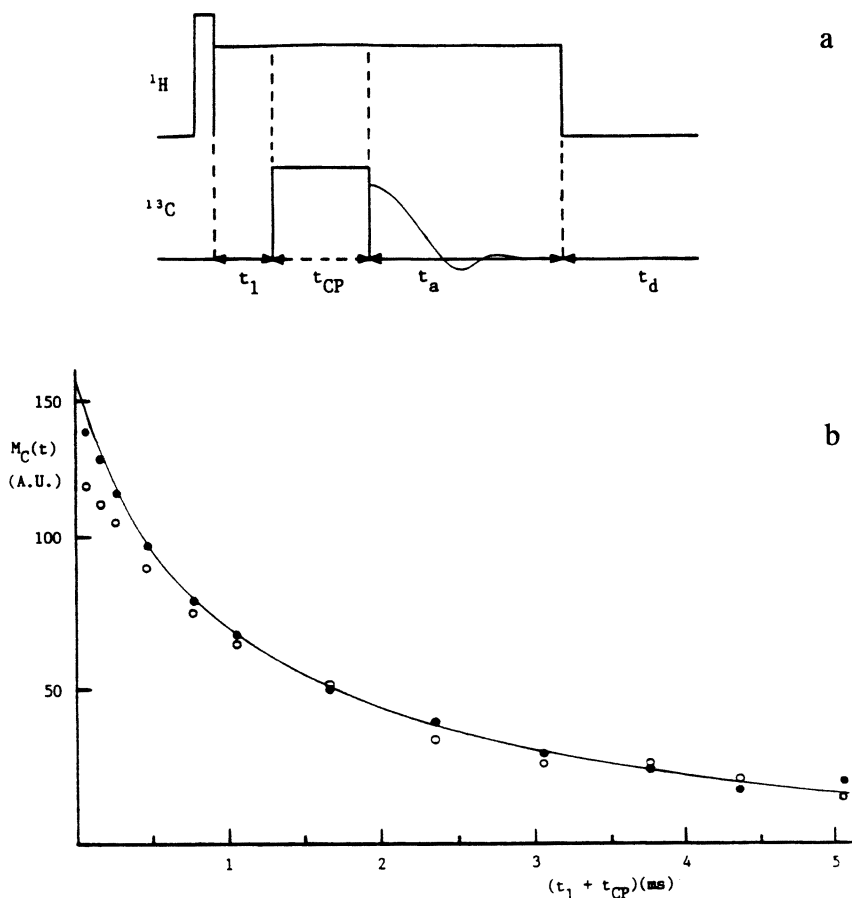 a
¹H
¹³C
t₁
t_CP
t_a
t_d
b
150
M_C(t)
(A.U.)
100
50
1
2
3
4
5
(t₁ + t_CP)(ms)